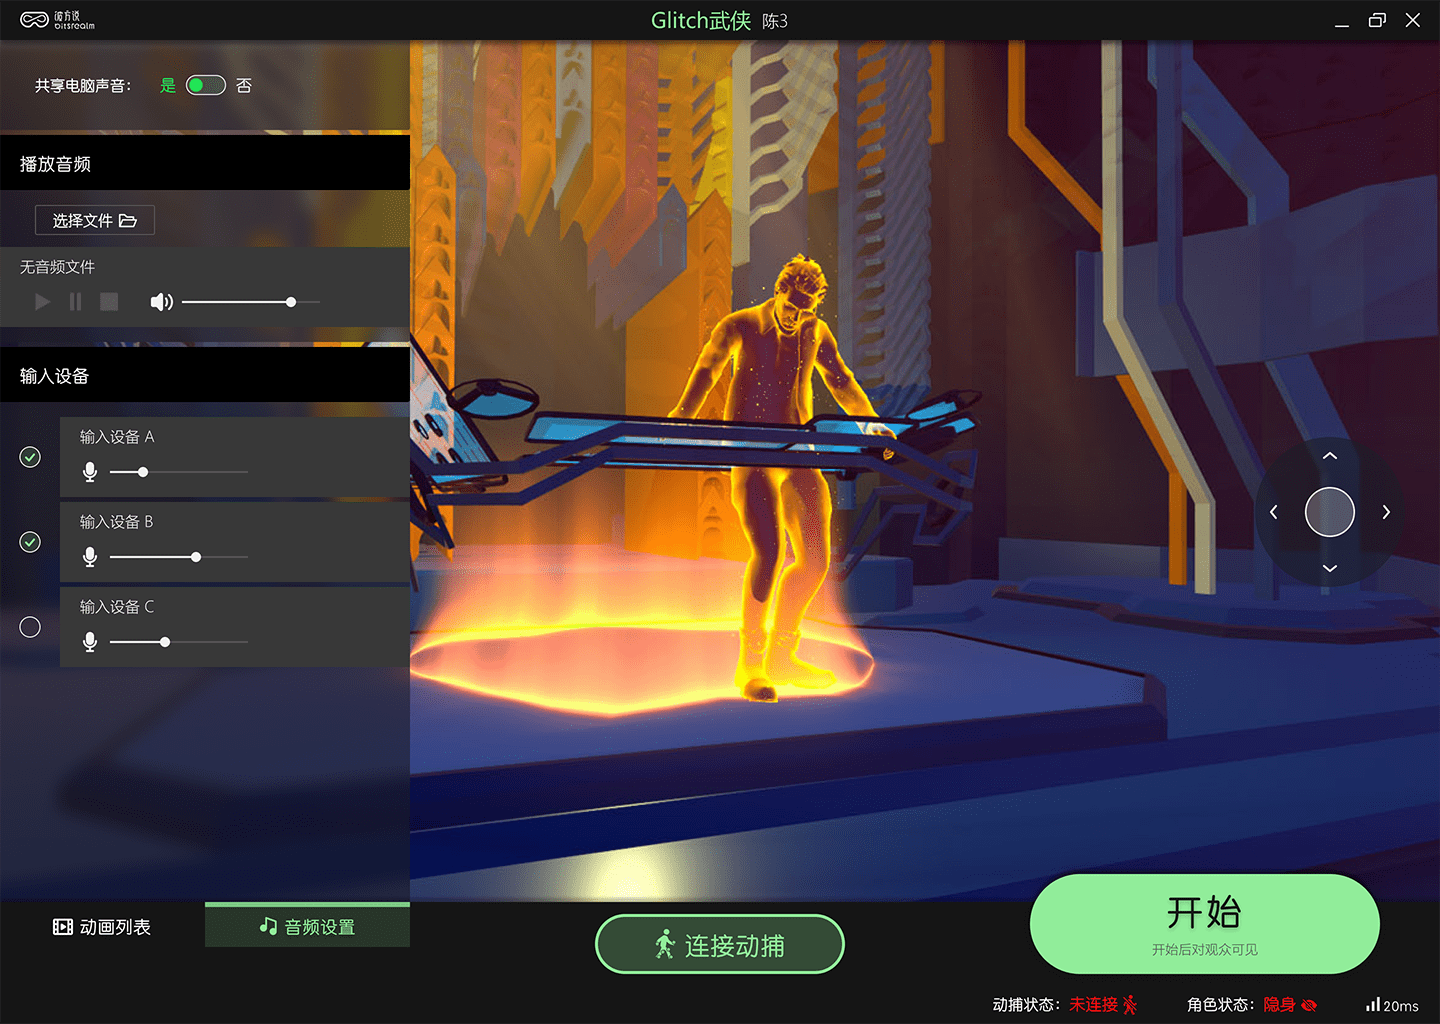 彼方说
bitsrealm
Glitch武侠 陈3
共享电脑声音： 是 否
播放音频
选择文件
无音频文件
输入设备
输入设备 A
输入设备 B
输入设备 C
动画列表
音频设置
连接动捕
开始
开始后对观众可见
动捕状态： 未连接
角色状态： 隐身
20ms